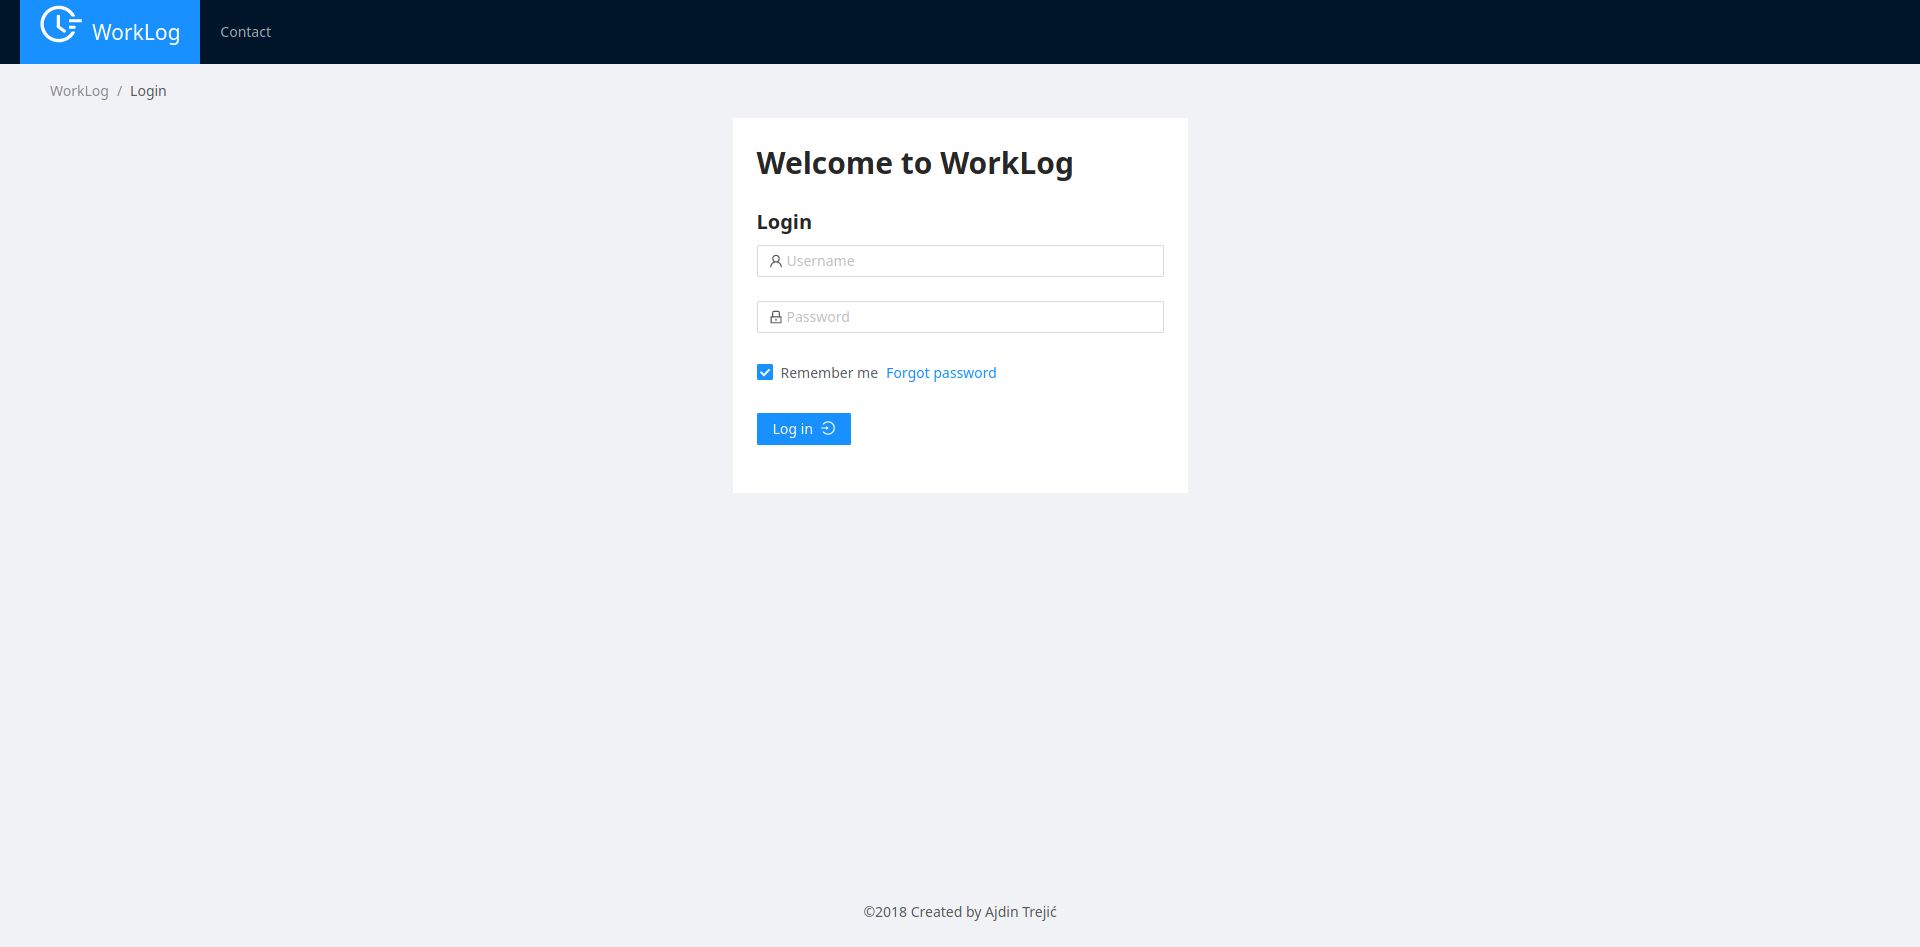 WorkLog
Contact
WorkLog / Login
Welcome to WorkLog
Login
Username
Password
Remember me Forgot password
Log in
©2018 Created by Ajdin Trejić